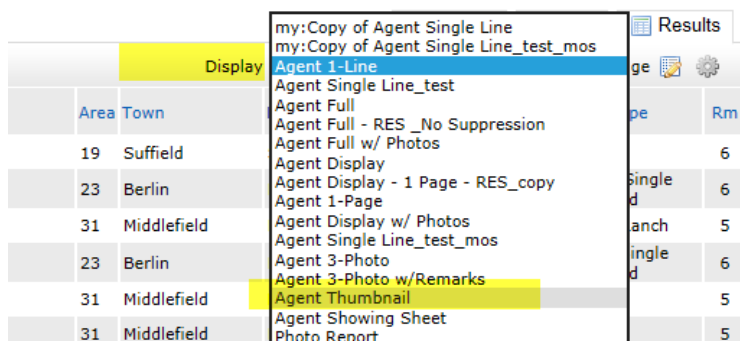 my:Copy of Agent Single Line
my:Copy of Agent Single Line_test_mos
Results
Display
Agent 1-Line
ge
Agent Single Line_test
Agent Full
Area Town
pe
Rm
Agent Full - RES _No Suppression
Agent Full w/ Photos
19 Suffield
6
Agent Display
Agent Display - 1 Page - RES_copy
23 Berlin
Single
d
6
Agent 1-Page
Agent Display w/ Photos
31 Middlefield
anch
5
Agent Single Line_test_mos
Agent 3-Photo
23 Berlin
ingle
d
6
Agent 3-Photo w/Remarks
Agent Thumbnail
31 Middlefield
5
Agent Showing Sheet
Photo Report
31 Middlefield
5